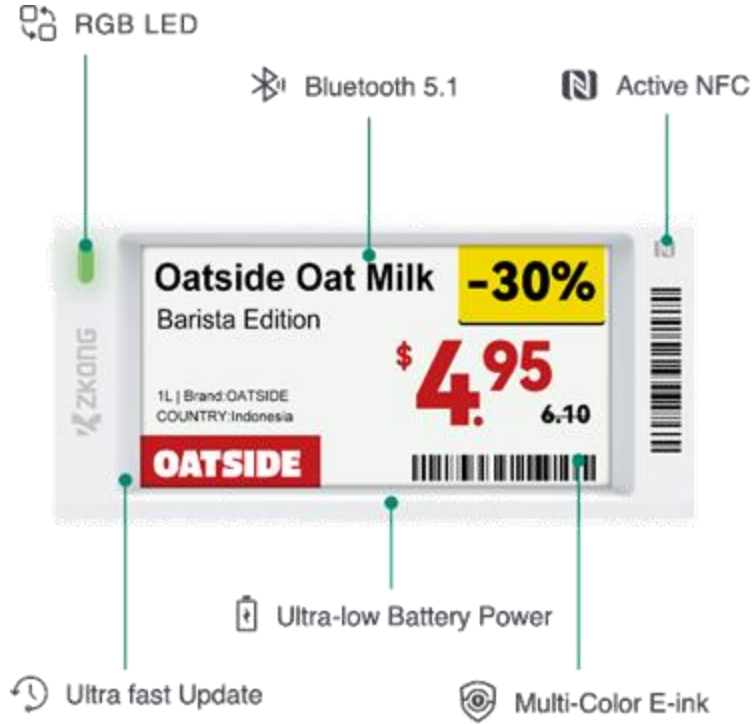 RGB LED
Bluetooth 5.1
Active NFC
Oatside Oat Milk
-30%
Barista Edition
$4.95
6.10
1L | Brand:OATSIDE
COUNTRY:Indonesia
OATSIDE
ZKONG
Ultra-low Battery Power
Ultra fast Update
Multi-Color E-ink